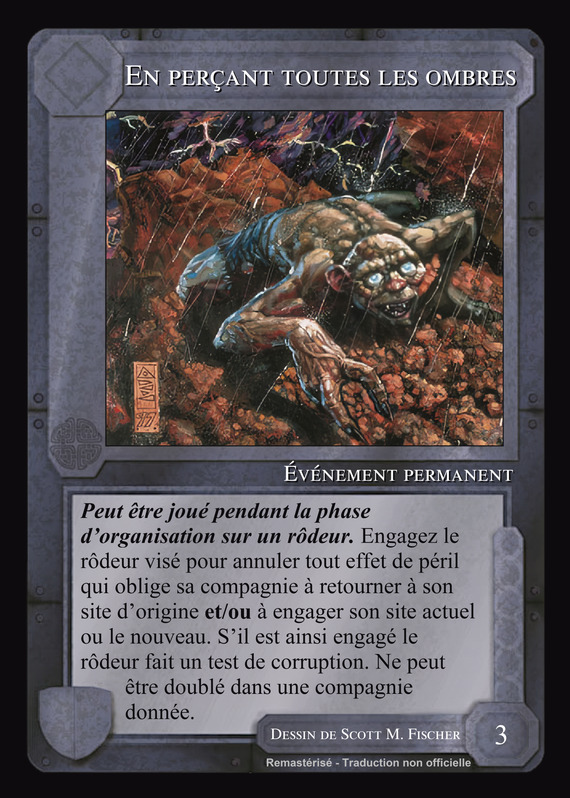 En perçant toutes les ombres
Événement permanent
Peut être joué pendant la phase
d’organisation sur un rôdeur. Engagez le
rôdeur visé pour annuler tout effet de péril
qui oblige sa compagnie à retourner à son
site d’origine et/ou à engager son site actuel
ou le nouveau. S’il est ainsi engagé le
rôdeur fait un test de corruption. Ne peut
être doublé dans une compagnie
donnée.
Dessin de Scott M. Fischer
3
Remastérisé - Traduction non officielle